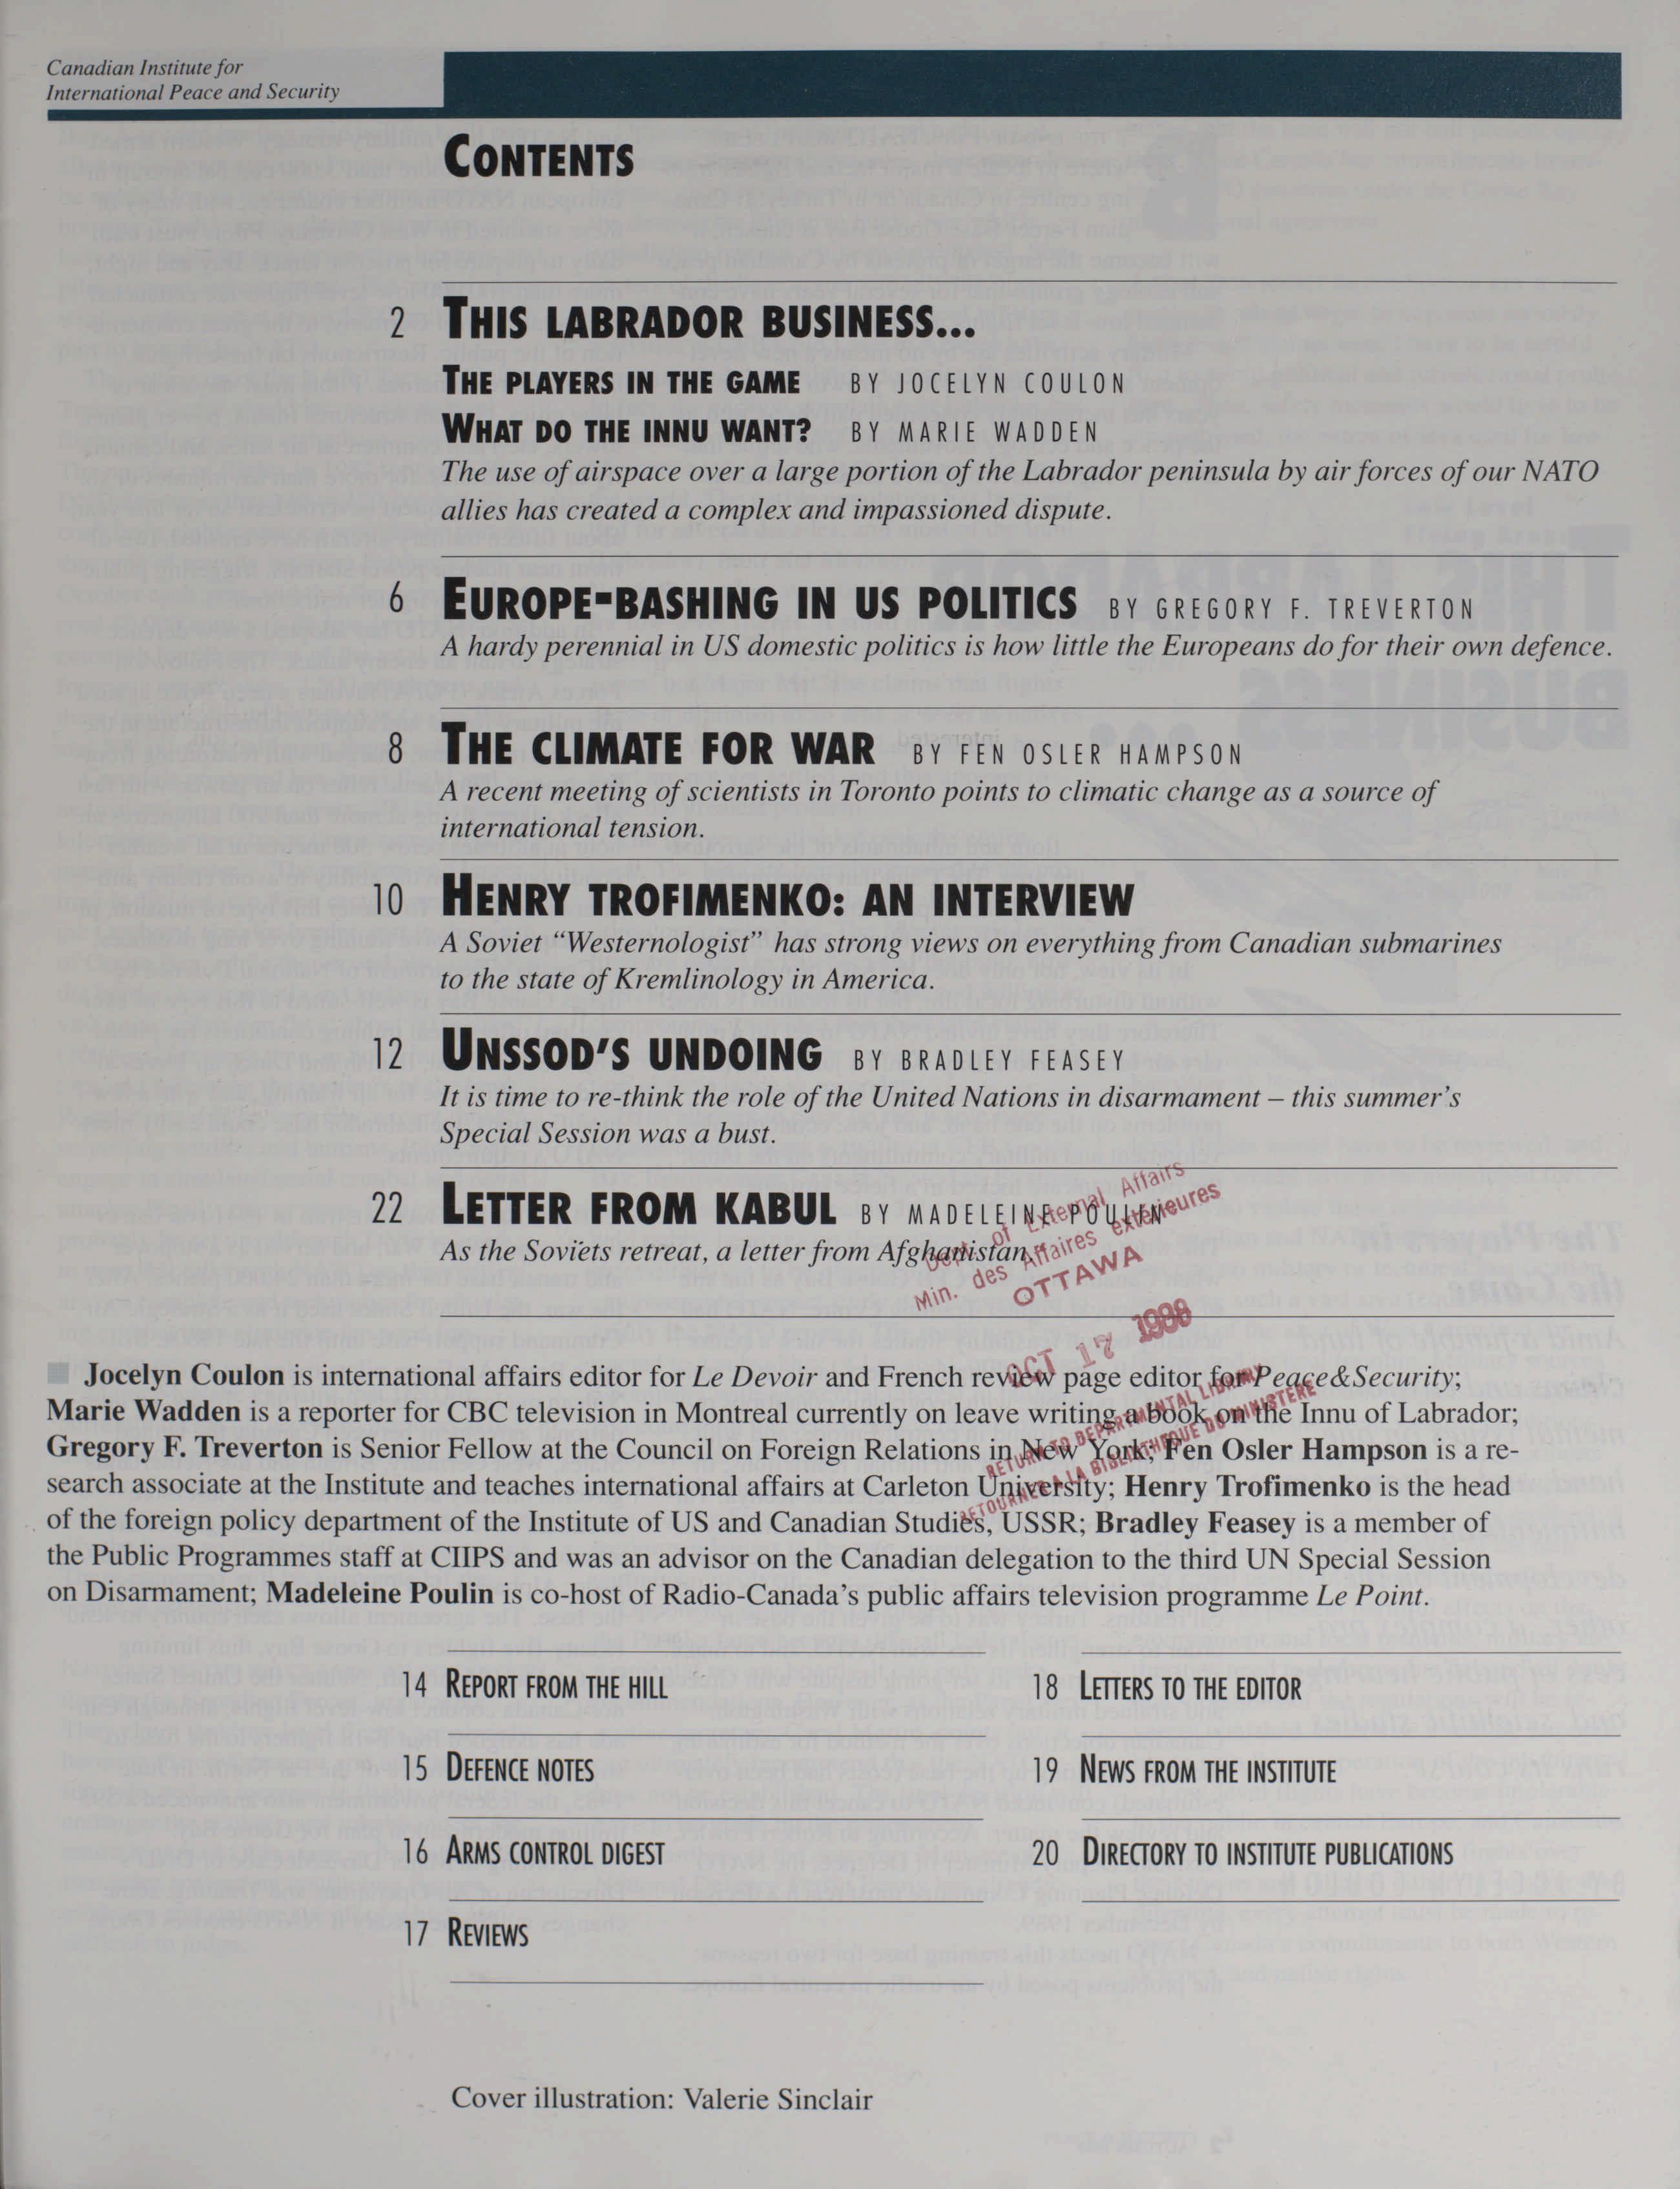 Canadian Institute for
International Peace and Security
CONTENTS
2 THIS LABRADOR BUSINESS...
THE PLAYERS IN THE GAME BY JOCELYN COULON
WHAT DO THE INNU WANT? BY MARIE WADDEN
The use of airspace over a large portion of the Labrador peninsula by air forces of our NATO
allies has created a complex and impassioned dispute.
6 EUROPE-BASHING IN US POLITICS BY GREGORY F. TREVERTON
A hardy perennial in US domestic politics is how little the Europeans do for their own defence.
8 THE CLIMATE FOR WAR BY FEN OSLER HAMPSON
A recent meeting of scientists in Toronto points to climatic change as a source of
international tension.
10 HENRY TROFIMENKO: AN INTERVIEW
A Soviet “Westernologist” has strong views on everything from Canadian submarines
to the state of Kremlinology in America.
12 UNSSOD'S UNDOING BY BRADLEY FEASEY
It is time to re-think the role of the United Nations in disarmament – this summer's
Special Session was a bust.
22 LETTER FROM KABUL BY MADELEINE POULIN
As the Soviets retreat, a letter from Afghanistan.
Dept. of External Affairs
Min. des Affaires extérieures
OTTAWA
OCT 17 1988
RETURN TO DEPARTMENTAL LIBRARY
RETOURNER A LA BIBLIOTHEQUE DU MINISTERE
Jocelyn Coulon is international affairs editor for Le Devoir and French review page editor for Peace&Security;
Marie Wadden is a reporter for CBC television in Montreal currently on leave writing a book on the Innu of Labrador;
Gregory F. Treverton is Senior Fellow at the Council on Foreign Relations in New York; Fen Osler Hampson is a re-
search associate at the Institute and teaches international affairs at Carleton University; Henry Trofimenko is the head
of the foreign policy department of the Institute of US and Canadian Studies, USSR; Bradley Feasey is a member of
the Public Programmes staff at CIIPS and was an advisor on the Canadian delegation to the third UN Special Session
on Disarmament; Madeleine Poulin is co-host of Radio-Canada's public affairs television programme Le Point.
14 REPORT FROM THE HILL
15 DEFENCE NOTES
16 ARMS CONTROL DIGEST
17 REVIEWS
18 LETTERS TO THE EDITOR
19 NEWS FROM THE INSTITUTE
20 DIRECTORY TO INSTITUTE PUBLICATIONS
Cover illustration: Valerie Sinclair